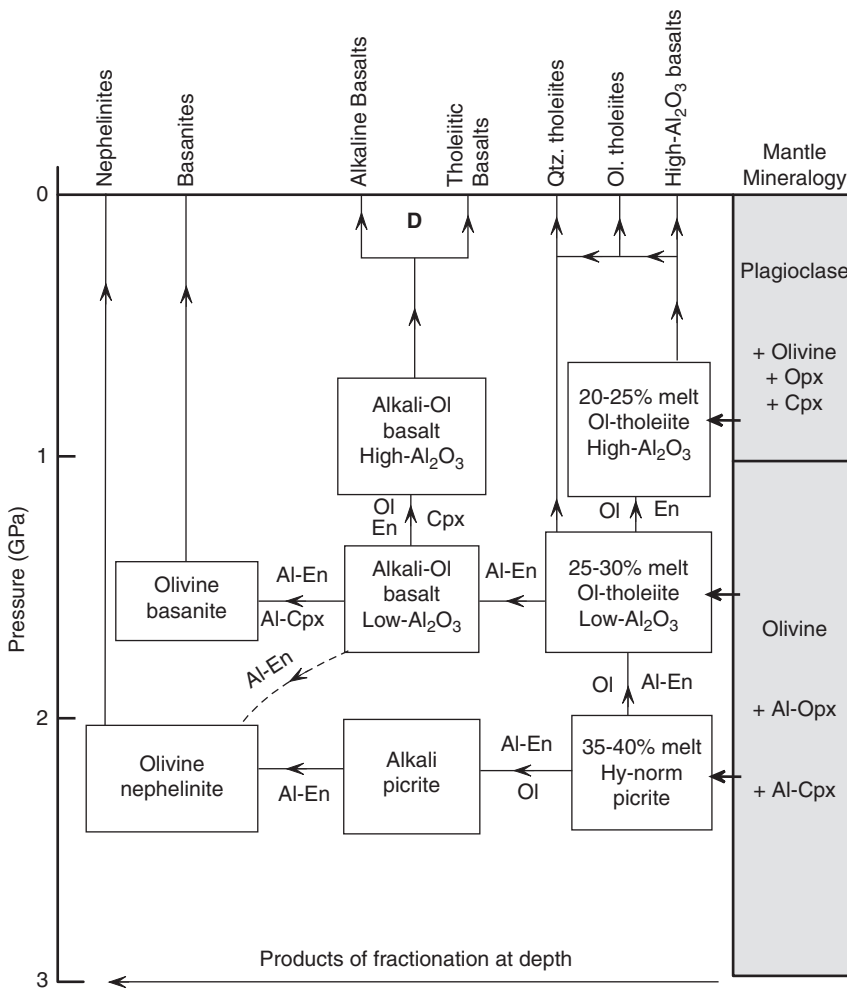 Nephelinites
Basanites
Alkaline Basalts
Tholeiitic
Basalts
Qtz. tholeiites
Ol. tholeiites
High-Al₂O₃ basalts
Mantle
Mineralogy
0
1
2
3
Pressure (GPa)
D
Plagioclase
+ Olivine
+ Opx
+ Cpx
Alkali-Ol
basalt
High-Al₂O₃
20-25% melt
Ol-tholeiite
High-Al₂O₃
Ol
En
Cpx
Ol
En
Olivine
basanite
Al-En
Al-Cpx
Alkali-Ol
basalt
Low-Al₂O₃
Al-En
25-30% melt
Ol-tholeiite
Low-Al₂O₃
Olivine
+ Al-Opx
+ Al-Cpx
Al-En
Ol
Al-En
Olivine
nephelinite
Al-En
Alkali
picrite
Al-En
Ol
35-40% melt
Hy-norm
picrite
Products of fractionation at depth